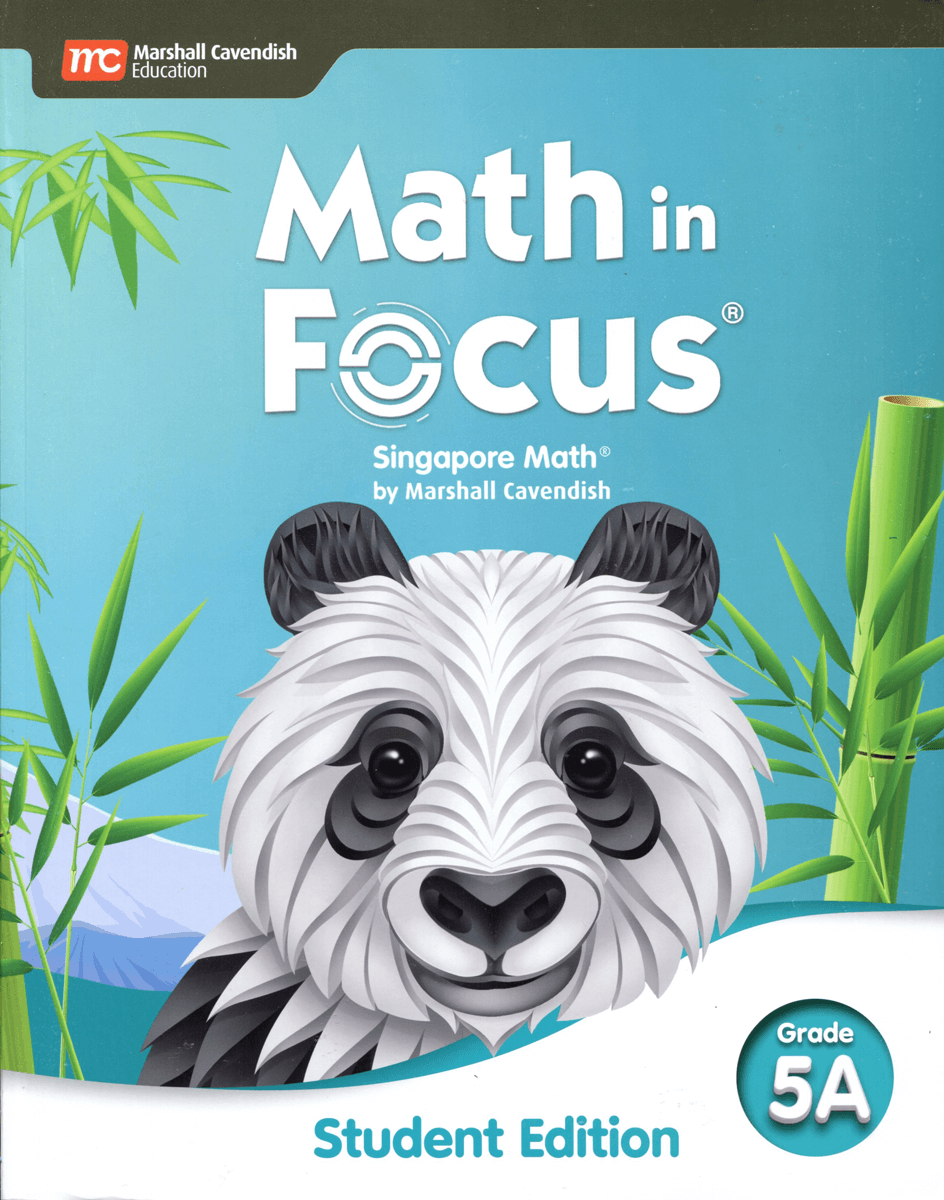 mc Marshall Cavendish
Education
Math in
Focus®
Singapore Math®
by Marshall Cavendish
Grade
5A
Student Edition